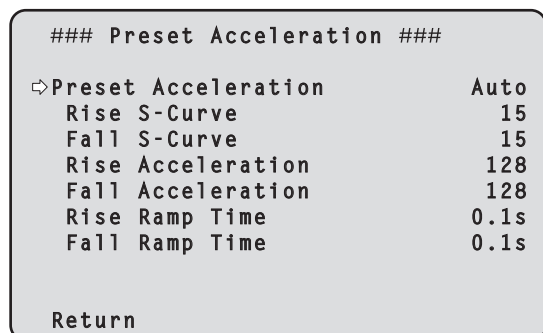 ### Preset Acceleration ###
⇨Preset Acceleration Auto
Rise S-Curve 15
Fall S-Curve 15
Rise Acceleration 128
Fall Acceleration 128
Rise Ramp Time 0.1s
Fall Ramp Time 0.1s
Return